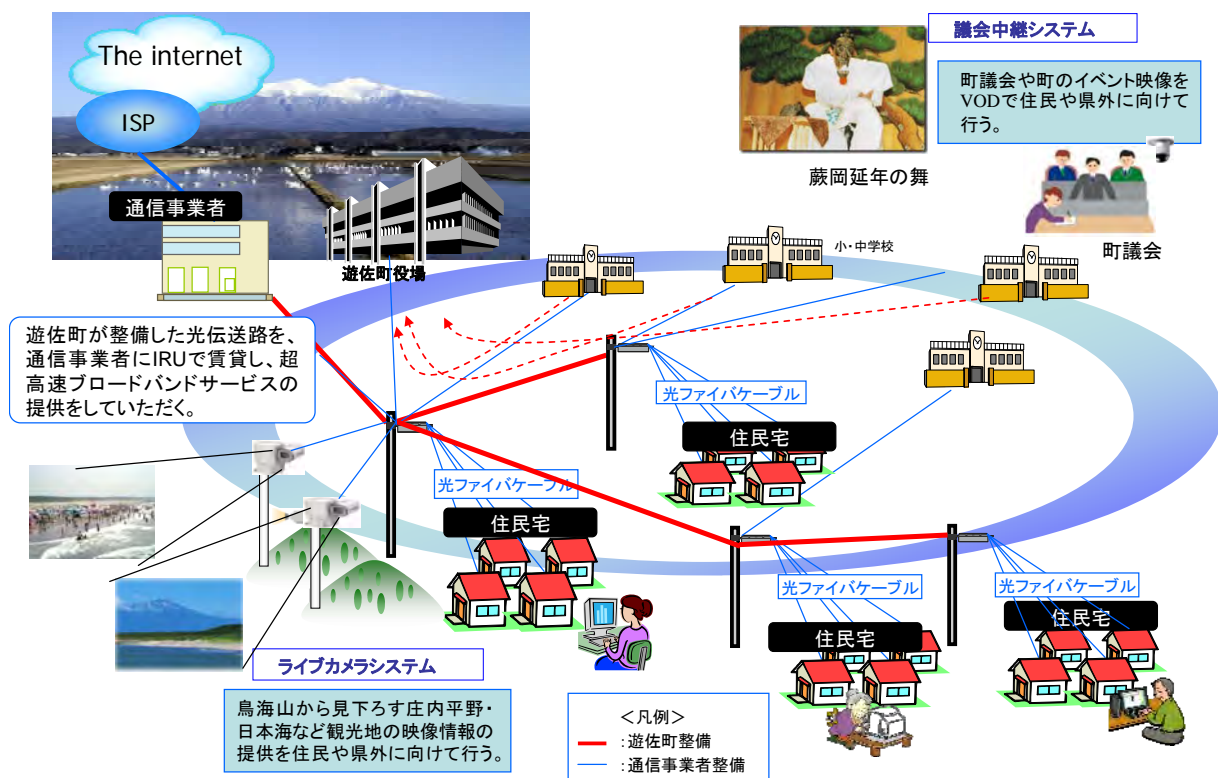 The internet
ISP
通信事業者
遊佐町役場
遊佐町が整備した光伝送路を、
通信事業者にIRUで賃貸し、超
高速ブロードバンドサービスの
提供をしていただく。
蕨岡延年の舞
議会中継システム
町議会や町のイベント映像を
VODで住民や県外に向けて
行う。
町議会
小・中学校
光ファイバケーブル
住民宅
光ファイバケーブル
住民宅
光ファイバケーブル
住民宅
光ファイバケーブル
住民宅
ライブカメラシステム
鳥海山から見下ろす庄内平野・
日本海など観光地の映像情報の
提供を住民や県外に向けて行う。
<凡例>
:遊佐町整備
:通信事業者整備